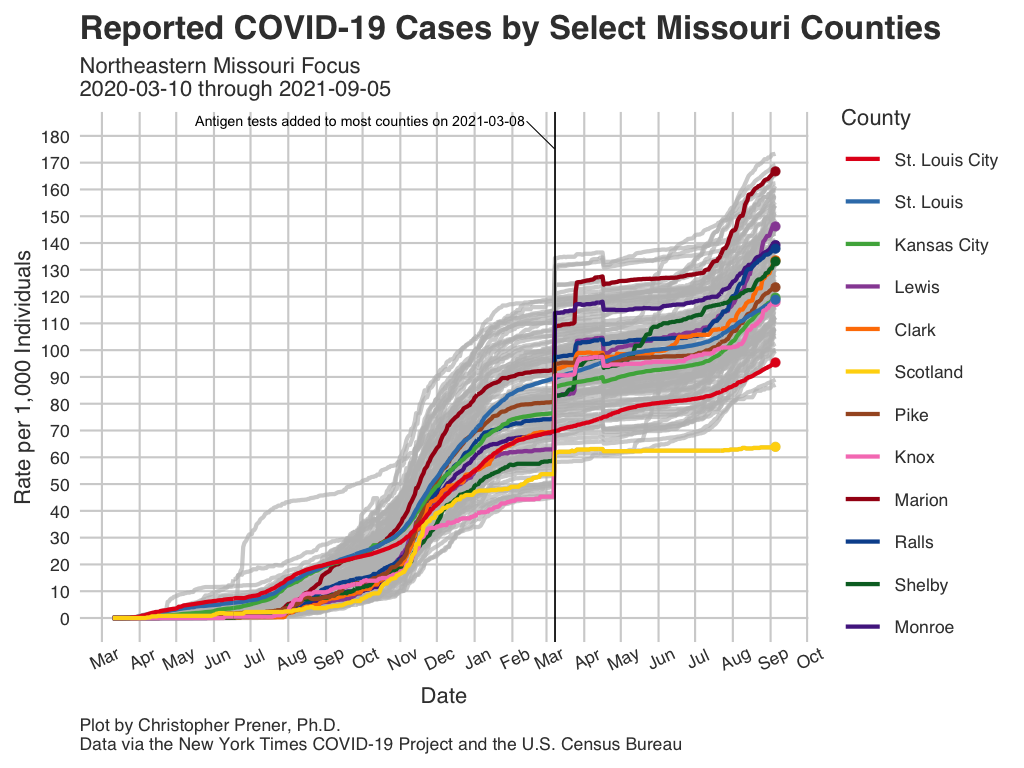 Reported COVID-19 Cases by Select Missouri Counties
Northeastern Missouri Focus
2020-03-10 through 2021-09-05
Antigen tests added to most counties on 2021-03-08
Rate per 1,000 Individuals
180
170
160
150
140
130
120
110
100
90
80
70
60
50
40
30
20
10
0
Mar Apr May Jun Jul Aug Sep Oct Nov Dec Jan Feb Mar Apr May Jun Jul Aug Sep Oct
Date
County
St. Louis City
St. Louis
Kansas City
Lewis
Clark
Scotland
Pike
Knox
Marion
Ralls
Shelby
Monroe
Plot by Christopher Prener, Ph.D.
Data via the New York Times COVID-19 Project and the U.S. Census Bureau